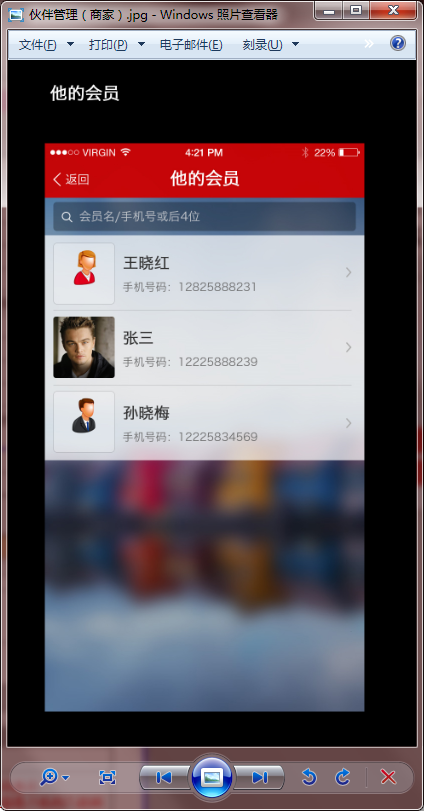 伙伴管理（商家）.jpg - Windows 照片查看器
文件(F) 打印(P) 电子邮件(E) 刻录(U)
他的会员
VIRGIN 4:21 PM 22%
返回 他的会员
会员名/手机号或后4位
王晓红
手机号码：12825888231
张三
手机号码：12225888239
孙晓梅
手机号码：12225834569